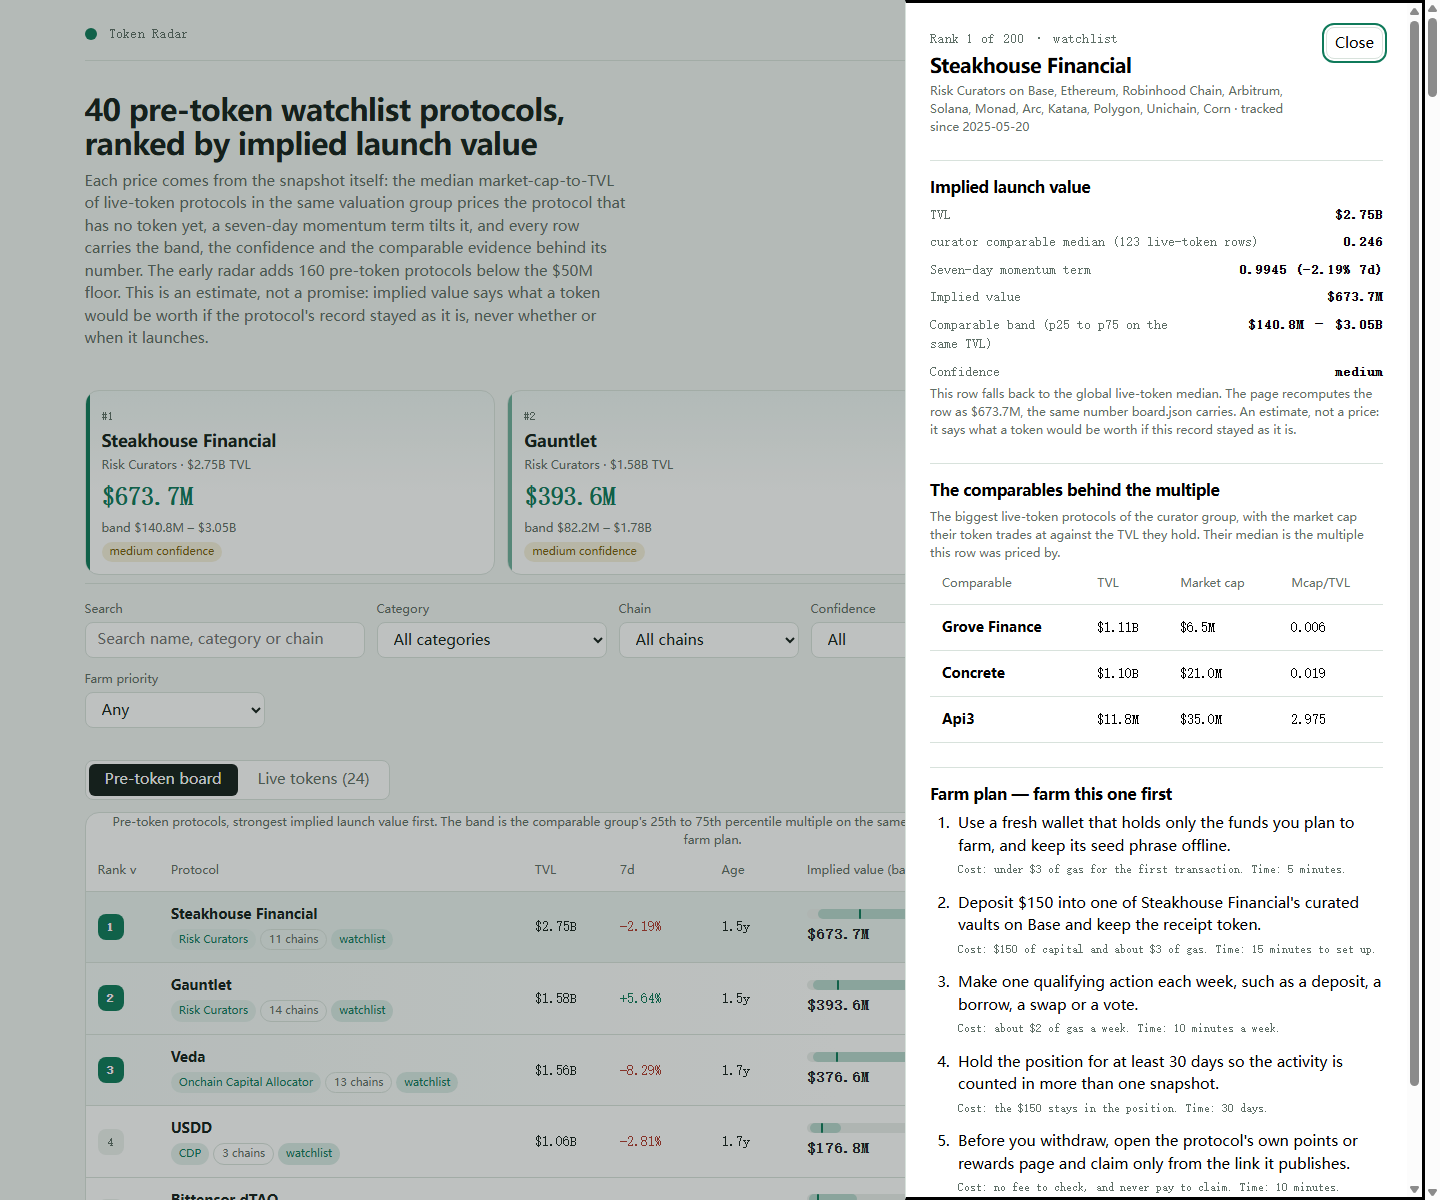 Token Radar
40 pre-token watchlist protocols,
ranked by implied launch value
Each price comes from the snapshot itself: the median market-cap-to-TVL
of live-token protocols in the same valuation group prices the protocol that
has no token yet, a seven-day momentum term tilts it, and every row
carries the band, the confidence and the comparable evidence behind its
number. The early radar adds 160 pre-token protocols below the $50M
floor. This is an estimate, not a promise: implied value says what a token
would be worth if the protocol's record stayed as it is, never whether or
when it launches.
#1
Steakhouse Financial
Risk Curators · $2.75B TVL
$673.7M
band $140.8M – $3.05B
medium confidence
#2
Gauntlet
Risk Curators · $1.58B TVL
$393.6M
band $82.2M – $1.78B
medium confidence
Search
Search name, category or chain
Category
All categories
Chain
All chains
Confidence
All
Farm priority
Any
Pre-token board
Live tokens (24)
Pre-token protocols, strongest implied launch value first. The band is the comparable group's 25th to 75th percentile multiple on the same
farm plan.
Rank v Protocol TVL 7d Age Implied value (ba
1 Steakhouse Financial $2.75B −2.19% 1.5y $673.7M
Risk Curators 11 chains watchlist
2 Gauntlet $1.58B +5.64% 1.5y $393.6M
Risk Curators 14 chains watchlist
3 Veda $1.56B −8.29% 1.7y $376.6M
Onchain Capital Allocator 13 chains watchlist
4 USDD $1.06B −2.81% 1.7y $176.8M
CDP 3 chains watchlist
Bittensor dTAO
Rank 1 of 200 · watchlist
Close
Steakhouse Financial
Risk Curators on Base, Ethereum, Robinhood Chain, Arbitrum,
Solana, Monad, Arc, Katana, Polygon, Unichain, Corn · tracked
since 2025-05-20
Implied launch value
TVL $2.75B
curator comparable median (123 live-token rows) 0.246
Seven-day momentum term 0.9945 (−2.19% 7d)
Implied value $673.7M
Comparable band (p25 to p75 on the $140.8M – $3.05B
same TVL)
Confidence medium
This row falls back to the global live-token median. The page recomputes the
row as $673.7M, the same number board.json carries. An estimate, not a price:
it says what a token would be worth if this record stayed as it is.
The comparables behind the multiple
The biggest live-token protocols of the curator group, with the market cap
their token trades at against the TVL they hold. Their median is the multiple
this row was priced by.
Comparable TVL Market cap Mcap/TVL
Grove Finance $1.11B $6.5M 0.006
Concrete $1.10B $21.0M 0.019
Api3 $11.8M $35.0M 2.975
Farm plan — farm this one first
1. Use a fresh wallet that holds only the funds you plan to
farm, and keep its seed phrase offline.
Cost: under $3 of gas for the first transaction. Time: 5 minutes.
2. Deposit $150 into one of Steakhouse Financial's curated
vaults on Base and keep the receipt token.
Cost: $150 of capital and about $3 of gas. Time: 15 minutes to set up.
3. Make one qualifying action each week, such as a deposit, a
borrow, a swap or a vote.
Cost: about $2 of gas a week. Time: 10 minutes a week.
4. Hold the position for at least 30 days so the activity is
counted in more than one snapshot.
Cost: the $150 stays in the position. Time: 30 days.
5. Before you withdraw, open the protocol's own points or
rewards page and claim only from the link it publishes.
Cost: no fee to check, and never pay to claim. Time: 10 minutes.